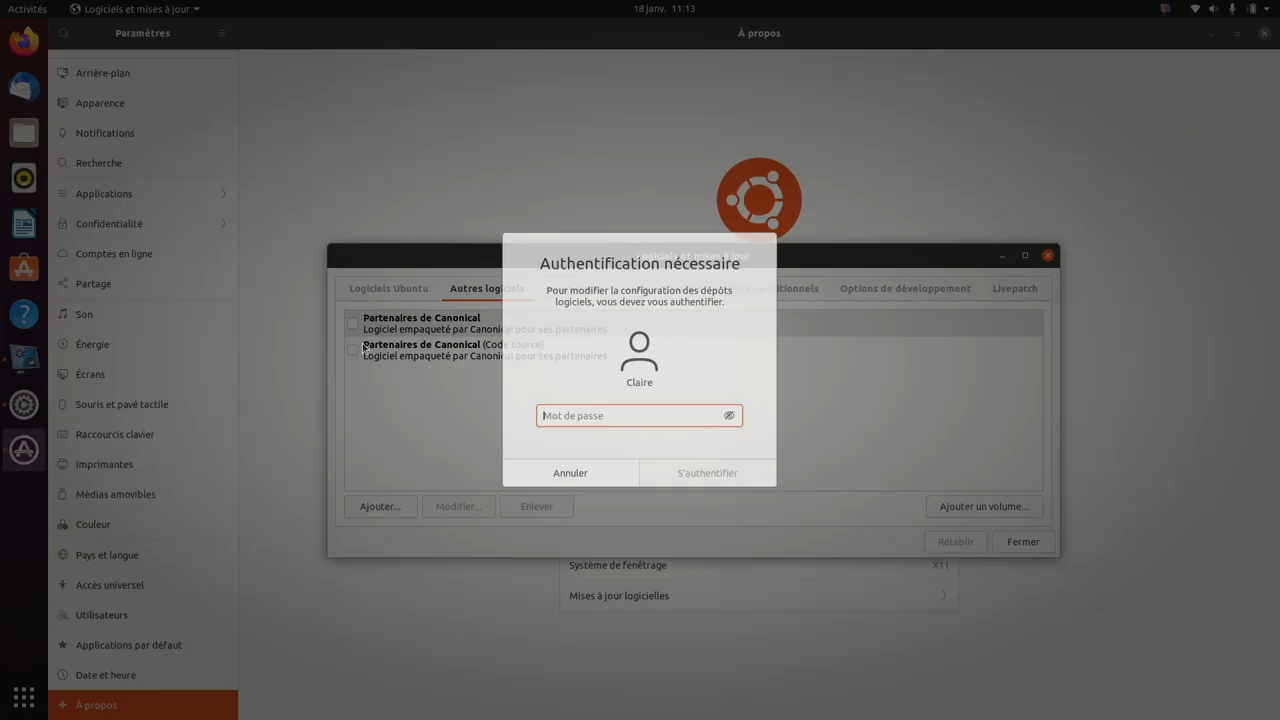 Activités
Logiciels et mises à jour
18 janv. 11:13
Paramètres
À propos
Arrière-plan
Apparence
Notifications
Recherche
Applications
Confidentialité
Comptes en ligne
Partage
Son
Énergie
Écrans
Souris et pavé tactile
Raccourcis clavier
Imprimantes
Médias amovibles
Couleur
Pays et langue
Accès universel
Utilisateurs
Applications par défaut
Date et heure
À propos
Logiciels et mises à jour
Logiciels Ubuntu
Autres logiciels
additionnels
Options de développement
Livepatch
Partenaires de Canonical
Logiciel empaqueté par Canonical pour ses partenaires
Partenaires de Canonical (Code source)
Logiciel empaqueté par Canonical pour ses partenaires
Ajouter...
Modifier...
Enlever
Ajouter un volume...
Rétablir
Fermer
Authentification nécessaire
Pour modifier la configuration des dépôts
logiciels, vous devez vous authentifier.
Claire
Mot de passe
Annuler
S'authentifier
Système de fenêtrage
X11
Mises à jour logicielles